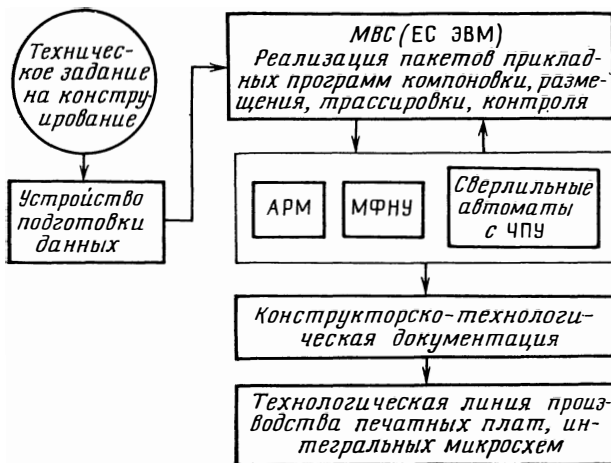 Техничес-
кое задание
на констру-
ирование
Устройство
подготовки
данных
МВС (ЕС ЭВМ)
Реализация пакетов приклад-
ных программ компоновки, разме-
щения, трассировки, контроля
АРМ
МФНУ
Сверлильные
автоматы
с ЧПУ
Конструкторско-технологи-
ческая документация
Технологическая линия произ-
водства печатных плат, ин-
тегральных микросхем